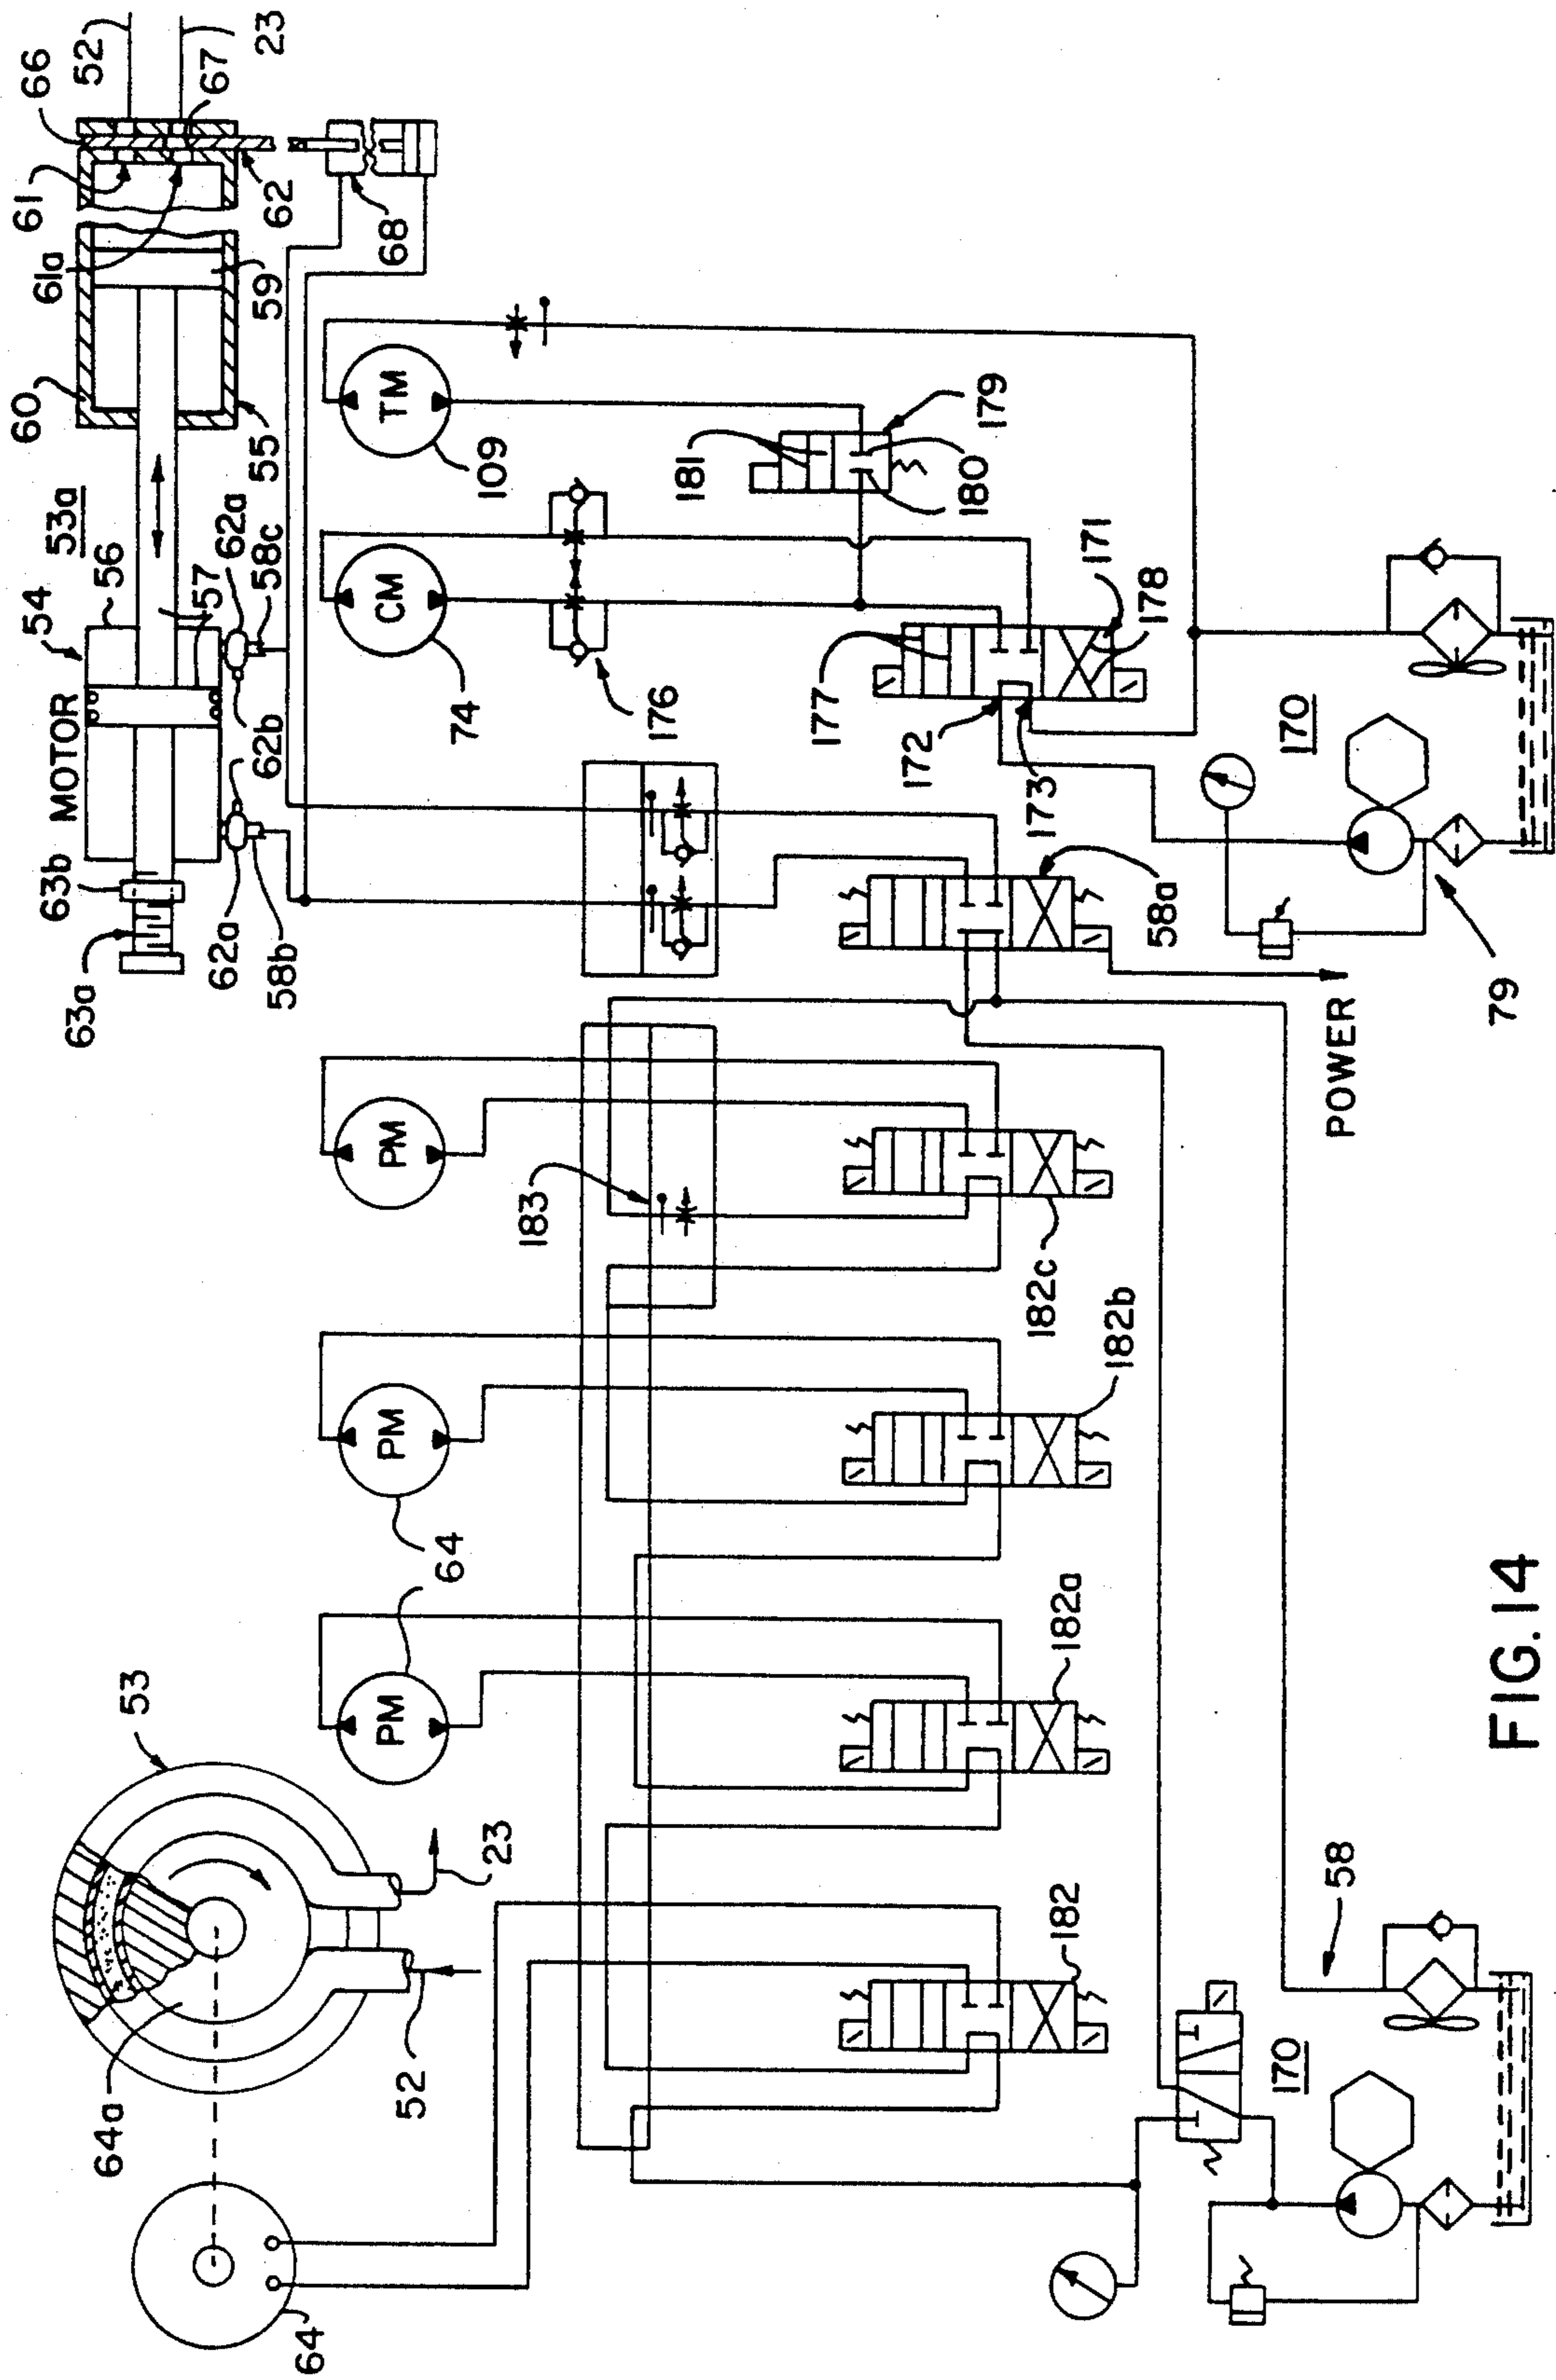 52
23
66
67
61
61a
62
68
59
60
55
53a
54
56
57
62a
58c
62b
MOTOR
63b
63a
62a
58b
TM
109
181
179
180
CM
74
176
177
171
178
172
173
170
79
58a
POWER
PM
183
182c
PM
64
182b
PM
182a
53
23
64a
52
182
64
58
170
FIG.14